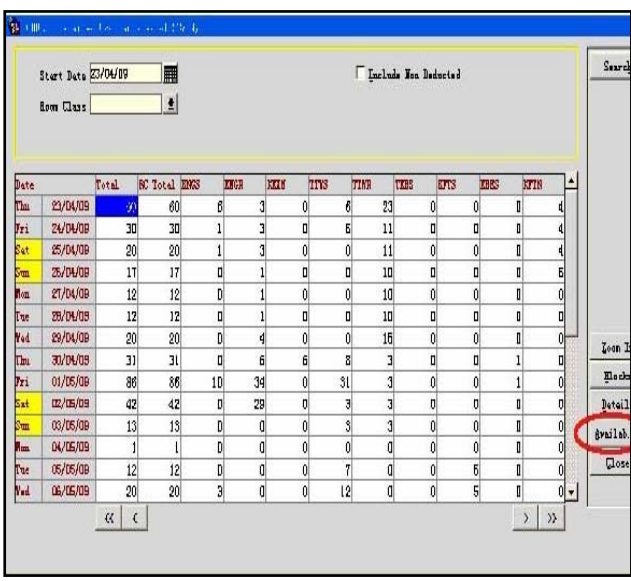 Start Date 23/04/09
Include Non Deducted
Room Class
Search
Date Total RC Total
Thu 23/04/09 60 6 3 0 6 23 0 0 0 4
Fri 24/04/09 30 30 1 3 0 11 0 0 0 4
Sat 25/04/09 20 20 1 3 0 0 11 0 0 0 4
Sun 26/04/09 17 17 0 1 0 0 10 0 0 0
Mon 27/04/09 12 12 0 1 0 0 10 0 0 0 0
Tue 28/04/09 12 12 0 1 0 0 10 0 0 0 0
Wed 29/04/09 20 20 0 4 0 0 0 0 0 0
Thu 30/04/09 31 31 0 6 6 8 3 0 0 1 0
Fri 01/05/09 86 86 10 34 0 31 3 0 0 1 0
Sat 02/05/09 42 42 0 29 0 3 3 0 0 0 0
Sun 03/05/09 13 13 0 0 0 3 3 0 0 0 0
Mon 04/05/09 1 1 0 0 0 0 0 0 0 0 0
Tue 05/05/09 12 12 0 0 0 7 0 0 5 0 0
Wed 06/05/09 20 20 3 0 0 12 0 0 5 0 0
Zoom I
Blocks
Detail
Availab.
Close
<< < > >>